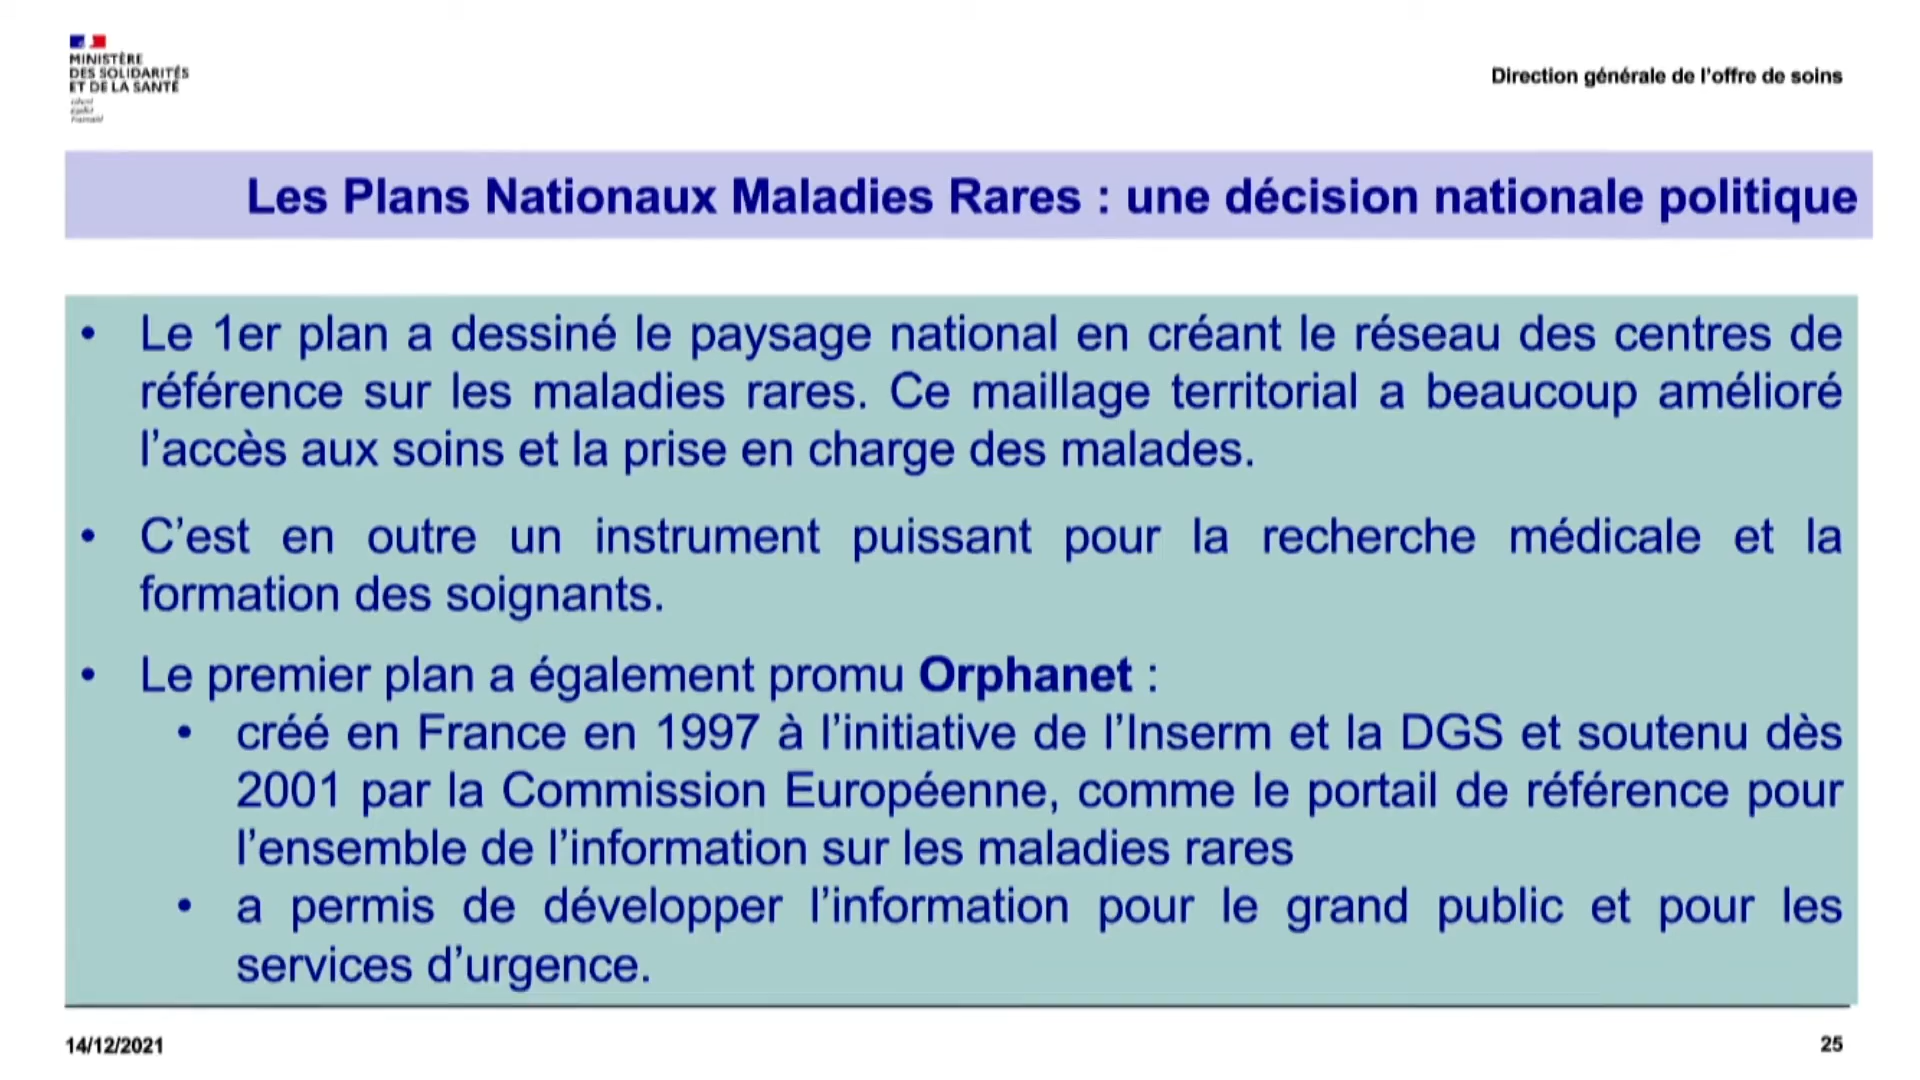 MINISTÈRE
DES SOLIDARITÉS
ET DE LA SANTÉ
Liberté
Égalité
Fraternité
Direction générale de l'offre de soins
Les Plans Nationaux Maladies Rares : une décision nationale politique
• Le 1er plan a dessiné le paysage national en créant le réseau des centres de
référence sur les maladies rares. Ce maillage territorial a beaucoup amélioré
l'accès aux soins et la prise en charge des malades.
• C'est en outre un instrument puissant pour la recherche médicale et la
formation des soignants.
• Le premier plan a également promu Orphanet :
• créé en France en 1997 à l'initiative de l'Inserm et la DGS et soutenu dès
2001 par la Commission Européenne, comme le portail de référence pour
l'ensemble de l'information sur les maladies rares
• a permis de développer l'information pour le grand public et pour les
services d'urgence.
14/12/2021
25